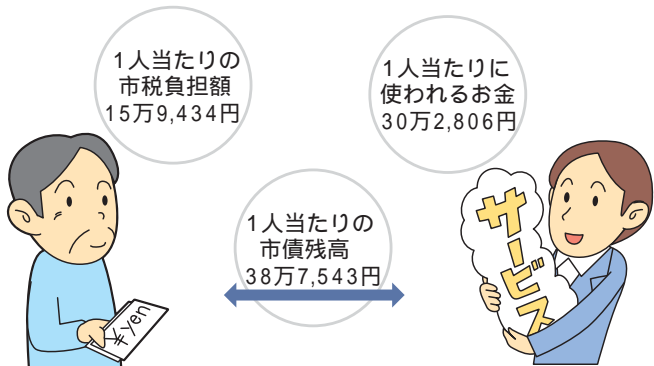 1人当たりの
市税負担額
15万9,434円
1人当たりに
使われるお金
30万2,806円
1人当たりの
市債残高
38万7,543円
サービス
¥yen